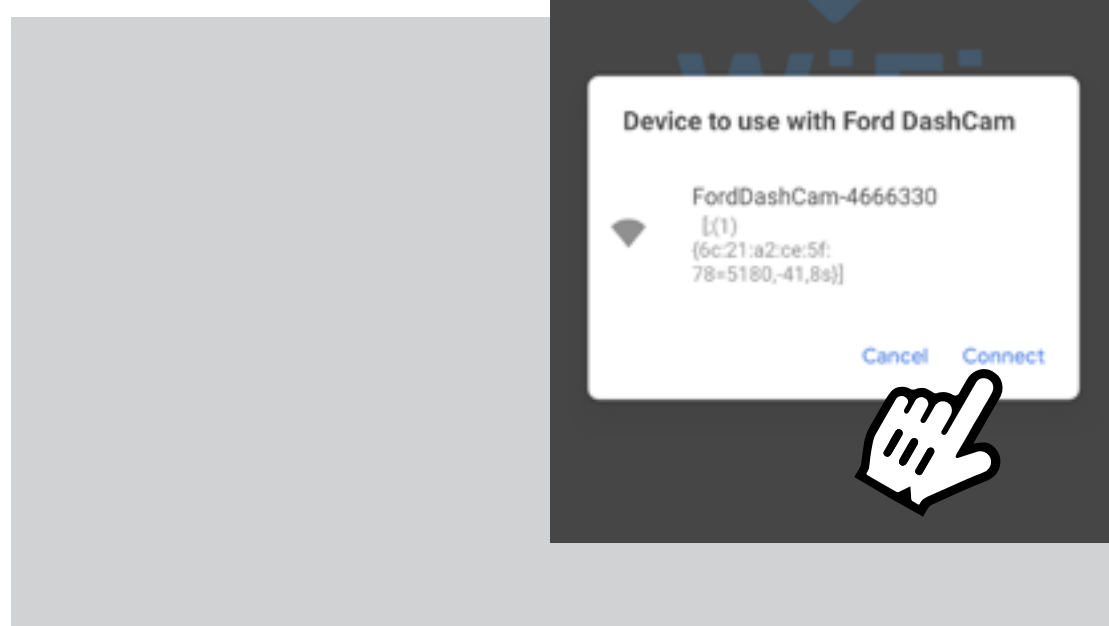 WiFi
Device to use with Ford DashCam
FordDashCam-4666330
[;(1)
{6c:21:a2:ce:5f:
78=5180,-41,8s}]
Cancel Connect